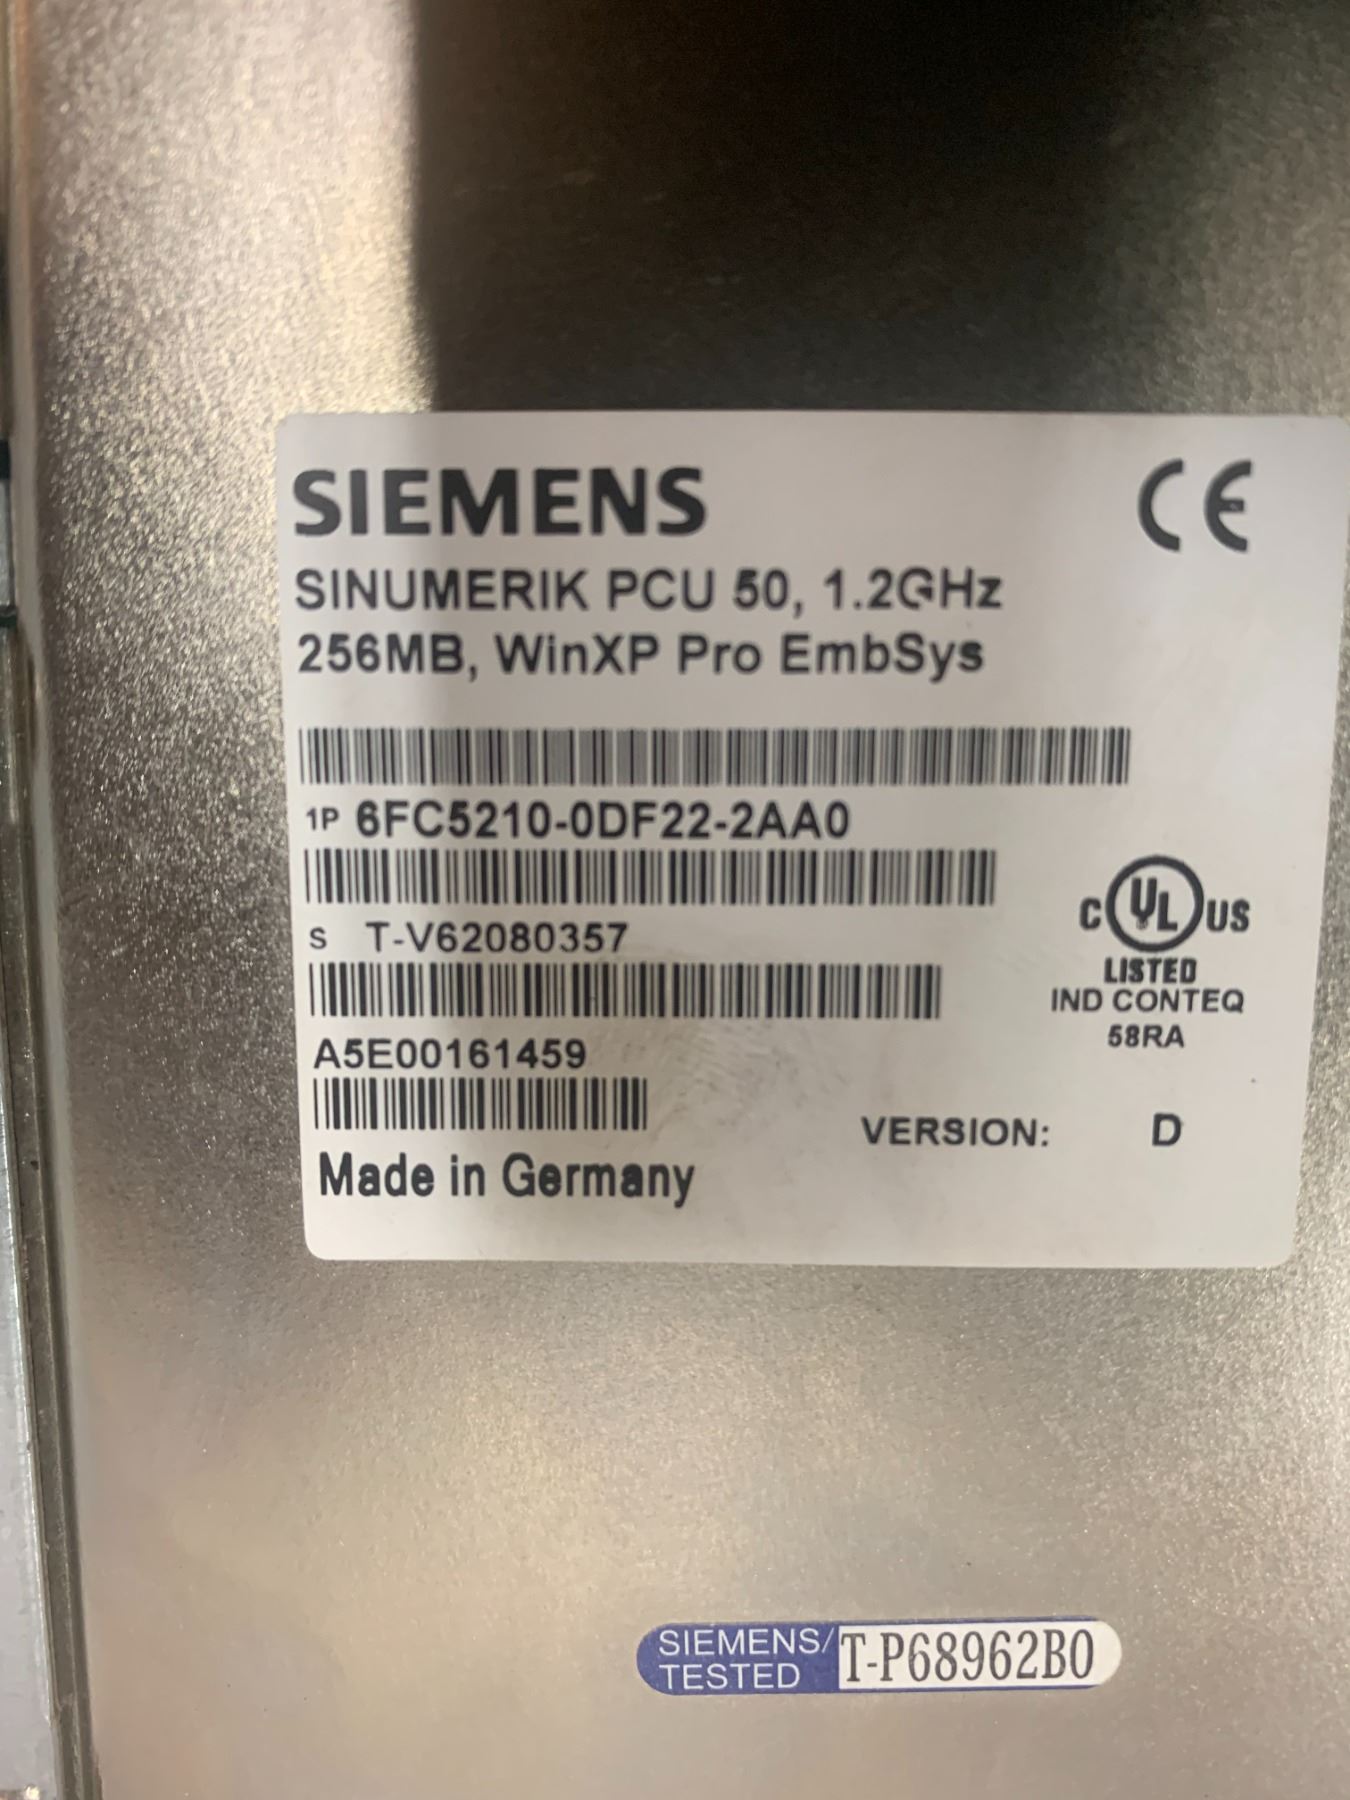 SIEMENS
CE
SINUMERIK PCU 50, 1.2GHz
256MB, WinXP Pro EmbSys
1P 6FC5210-0DF22-2AA0
S T-V62080357
C UL US
LISTED
IND CONTEQ
58RA
A5E00161459
VERSION: D
Made in Germany
SIEMENS/ T-P68962B0
TESTED